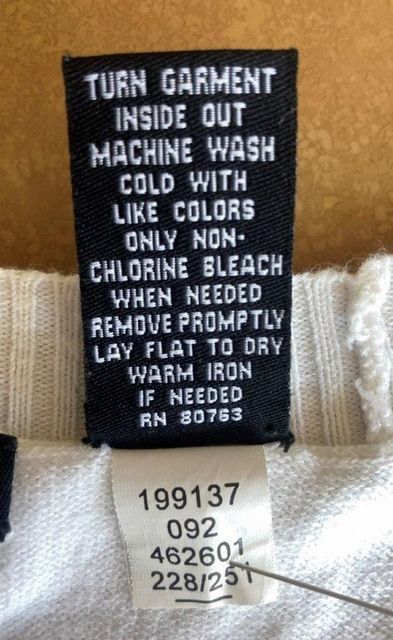 TURN GARMENT
INSIDE OUT
MACHINE WASH
COLD WITH
LIKE COLORS
ONLY NON-
CHLORINE BLEACH
WHEN NEEDED
REMOVE PROMPTLY
LAY FLAT TO DRY
WARM IRON
IF NEEDED
RN 80763
199137
092
462601
228/251